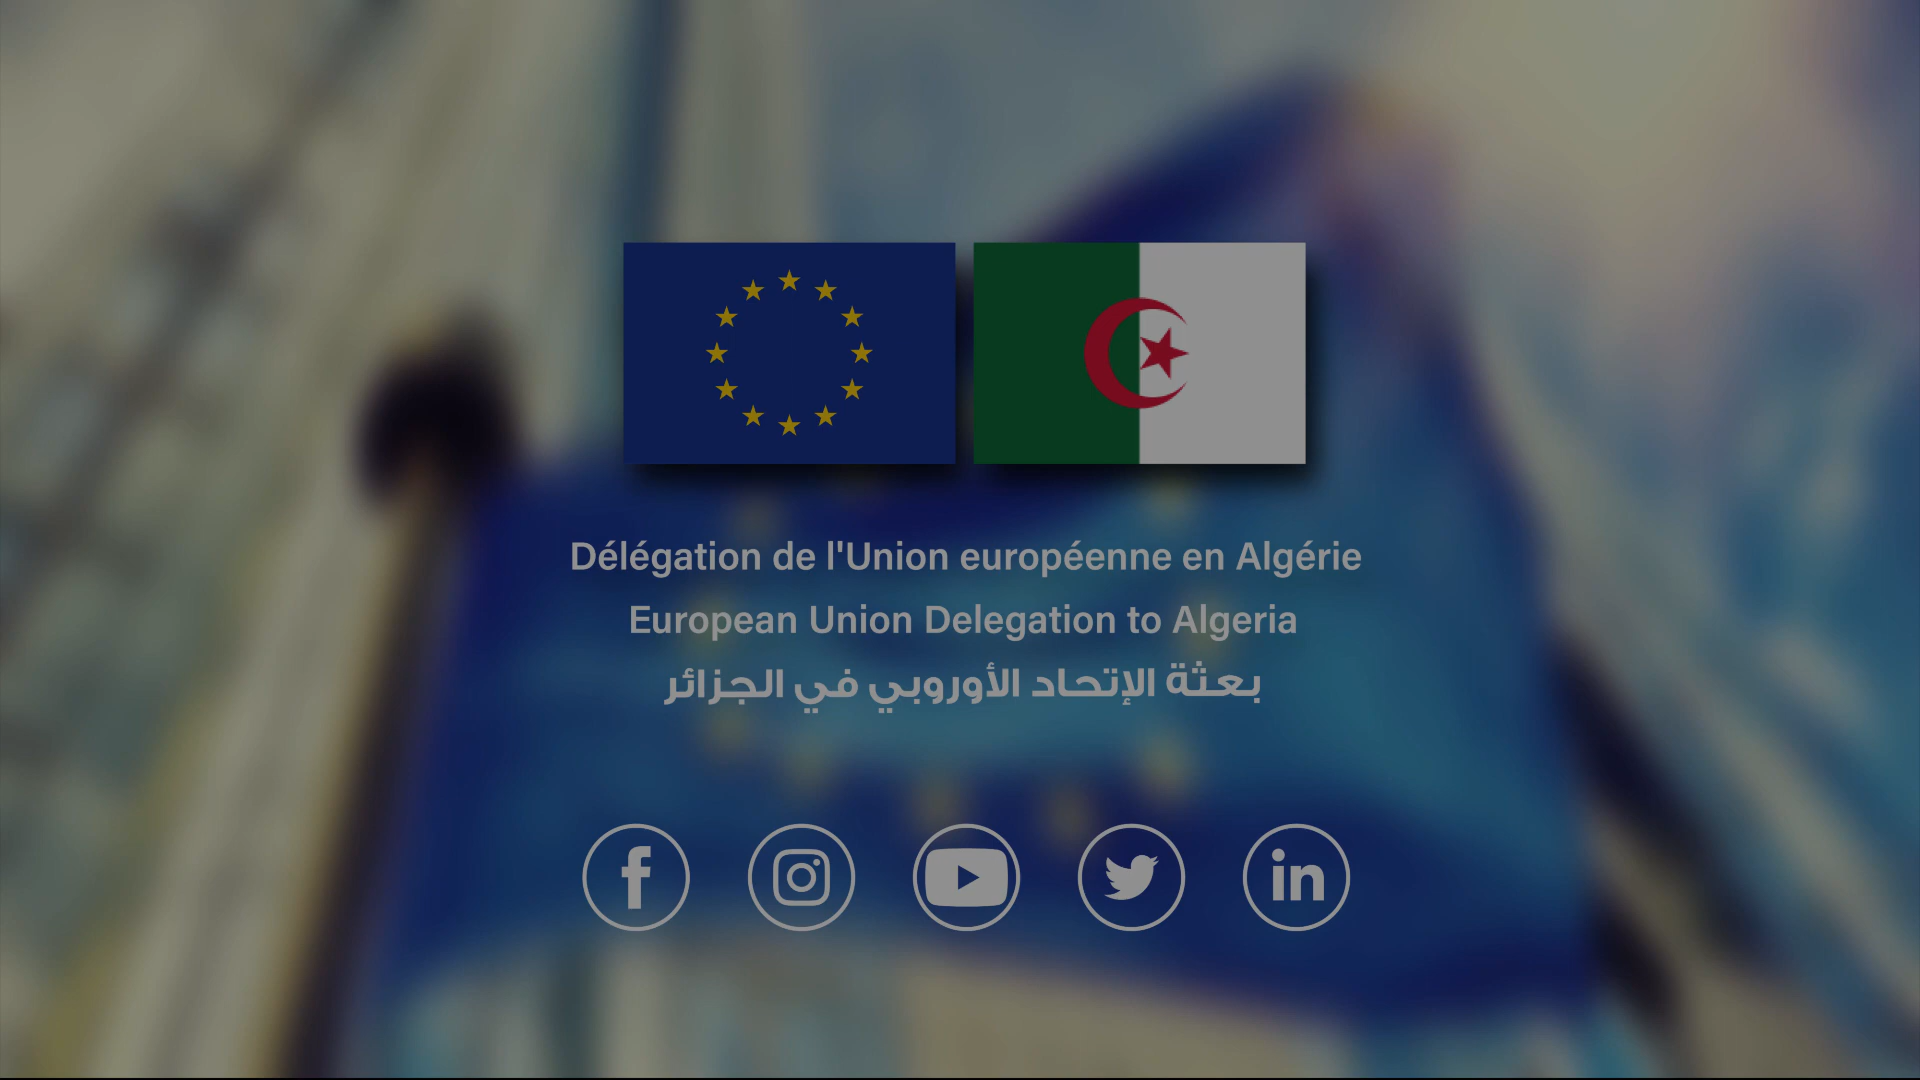 Délégation de l'Union européenne en Algérie
European Union Delegation to Algeria
بعثة الإتحاد الأوروبي في الجزائر